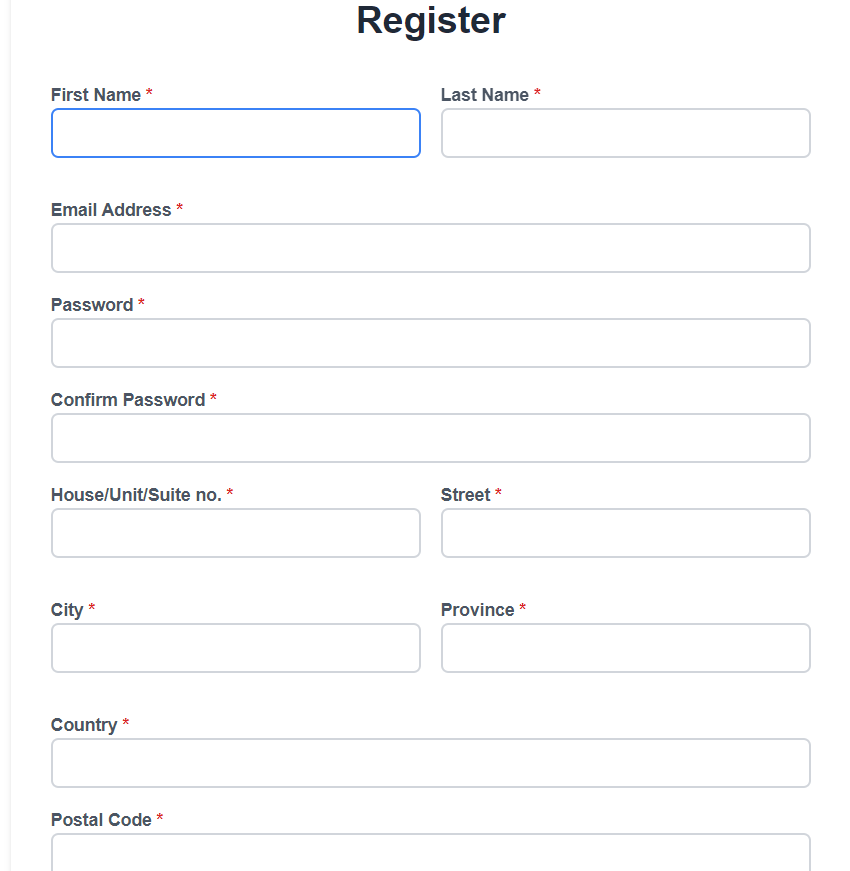 Register
First Name * Last Name *
Email Address *
Password *
Confirm Password *
House/Unit/Suite no. * Street *
City * Province *
Country *
Postal Code *